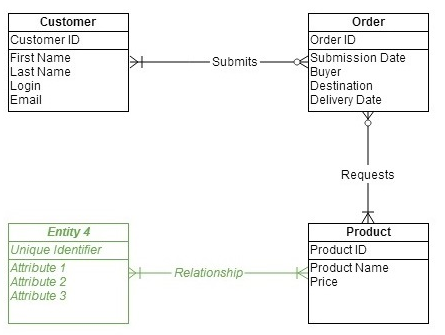 Customer
Customer ID
First Name
Last Name
Login
Email
Submits
Order
Order ID
Submission Date
Buyer
Destination
Delivery Date
Requests
Entity 4
Unique Identifier
Attribute 1
Attribute 2
Attribute 3
Relationship
Product
Product ID
Product Name
Price